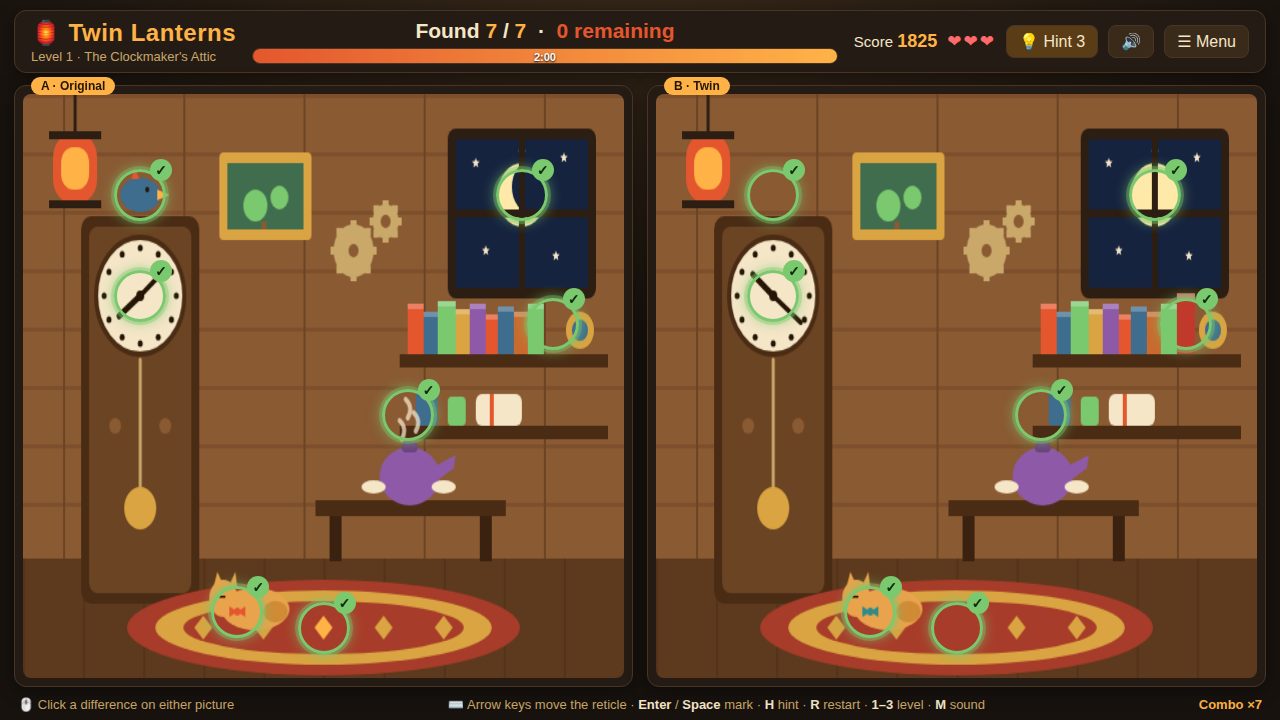 Twin Lanterns
Level 1 · The Clockmaker's Attic
Found 7 / 7 · 0 remaining
2:00
Score 1825
Hint 3
☰ Menu
A · Original
B · Twin
Click a difference on either picture
Arrow keys move the reticle · Enter / Space mark · H hint · R restart · 1–3 level · M sound
Combo ×7